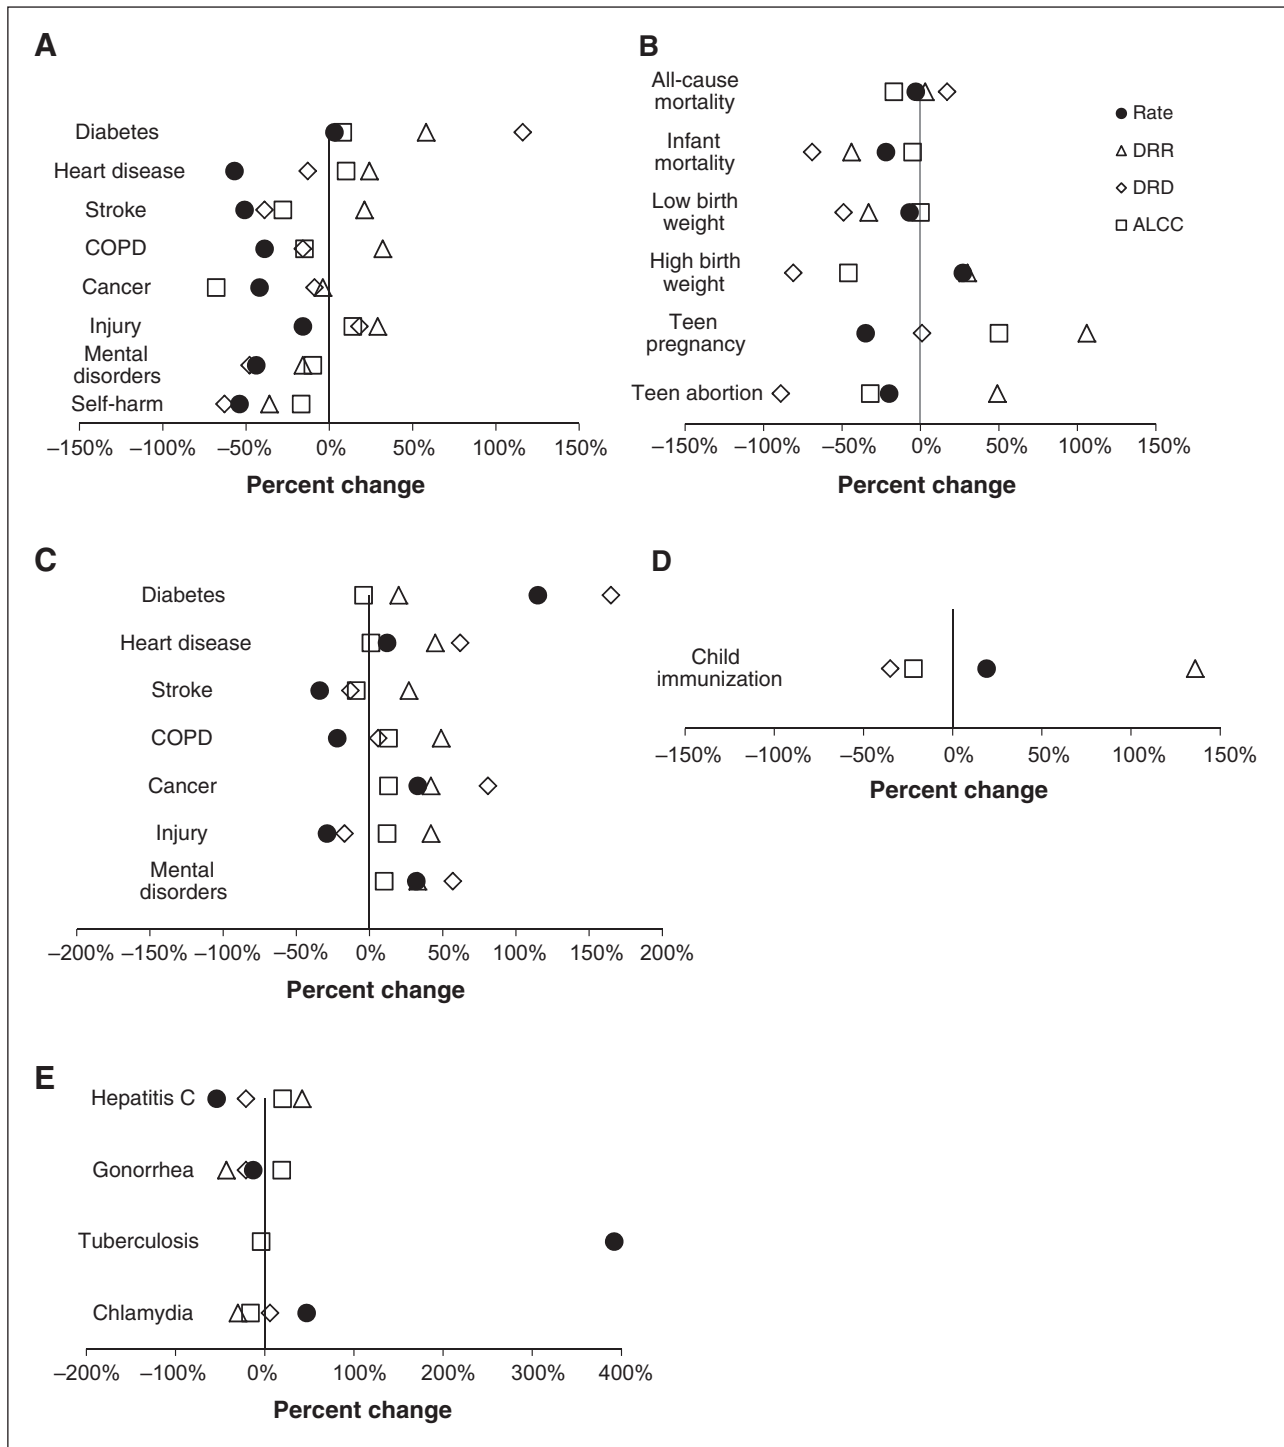 A
Diabetes
Heart disease
Stroke
COPD
Cancer
Injury
Mental
disorders
Self-harm
–150% –100% –50% 0% 50% 100% 150%
Percent change
B
All-cause
mortality
Infant
mortality
Low birth
weight
High birth
weight
Teen
pregnancy
Teen abortion
–150% –100% –50% 0% 50% 100% 150%
Percent change
Rate
DRR
DRD
ALCC
C
Diabetes
Heart disease
Stroke
COPD
Cancer
Injury
Mental
disorders
–200% –150% –100% –50% 0% 50% 100% 150% 200%
Percent change
D
Child
immunization
–150% –100% –50% 0% 50% 100% 150%
Percent change
E
Hepatitis C
Gonorrhea
Tuberculosis
Chlamydia
–200% –100% 0% 100% 200% 300% 400%
Percent change